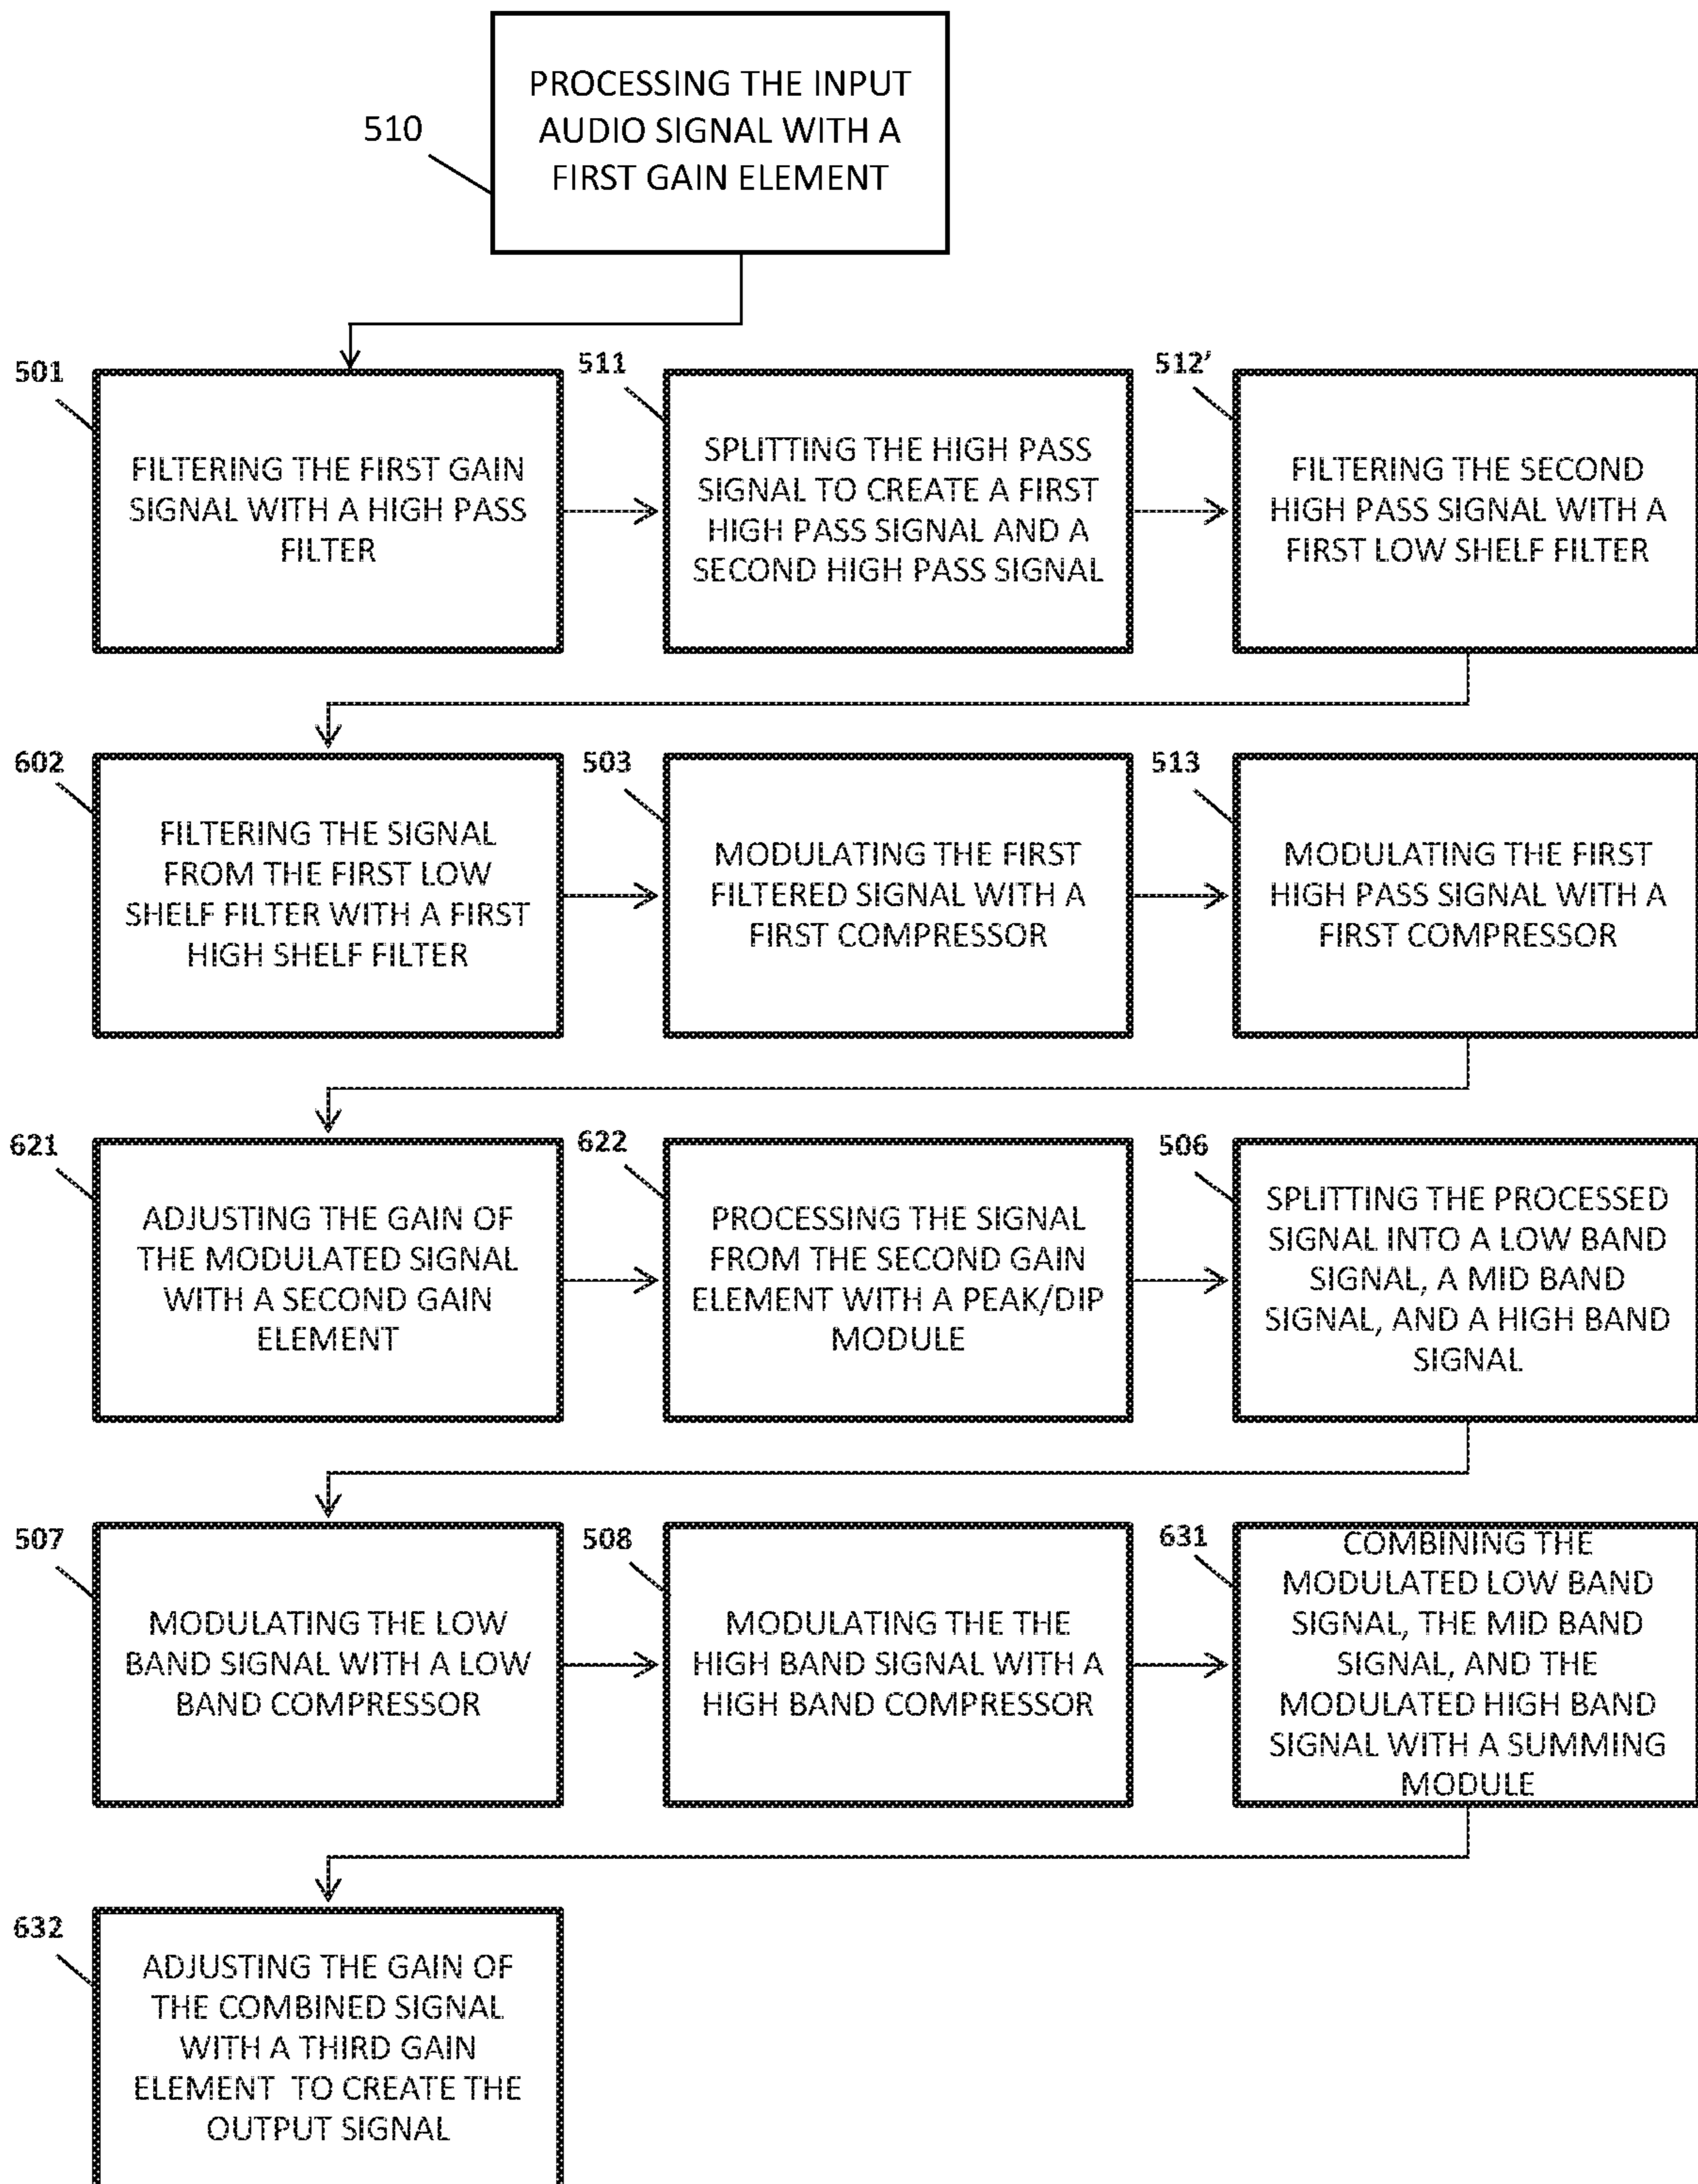 PROCESSING THE INPUT
AUDIO SIGNAL WITH A
FIRST GAIN ELEMENT
510
501
FILTERING THE FIRST GAIN
SIGNAL WITH A HIGH PASS
FILTER
511
SPLITTING THE HIGH PASS
SIGNAL TO CREATE A FIRST
HIGH PASS SIGNAL AND A
SECOND HIGH PASS SIGNAL
512'
FILTERING THE SECOND
HIGH PASS SIGNAL WITH A
FIRST LOW SHELF FILTER
602
FILTERING THE SIGNAL
FROM THE FIRST LOW
SHELF FILTER WITH A FIRST
HIGH SHELF FILTER
503
MODULATING THE FIRST
FILTERED SIGNAL WITH A
FIRST COMPRESSOR
513
MODULATING THE FIRST
HIGH PASS SIGNAL WITH A
FIRST COMPRESSOR
621
ADJUSTING THE GAIN OF
THE MODULATED SIGNAL
WITH A SECOND GAIN
ELEMENT
622
PROCESSING THE SIGNAL
FROM THE SECOND GAIN
ELEMENT WITH A PEAK/DIP
MODULE
506
SPLITTING THE PROCESSED
SIGNAL INTO A LOW BAND
SIGNAL, A MID BAND
SIGNAL, AND A HIGH BAND
SIGNAL
507
MODULATING THE LOW
BAND SIGNAL WITH A LOW
BAND COMPRESSOR
508
MODULATING THE THE
HIGH BAND SIGNAL WITH A
HIGH BAND COMPRESSOR
631
COMBINING THE
MODULATED LOW BAND
SIGNAL, THE MID BAND
SIGNAL, AND THE
MODULATED HIGH BAND
SIGNAL WITH A SUMMING
MODULE
632
ADJUSTING THE GAIN OF
THE COMBINED SIGNAL
WITH A THIRD GAIN
ELEMENT TO CREATE THE
OUTPUT SIGNAL